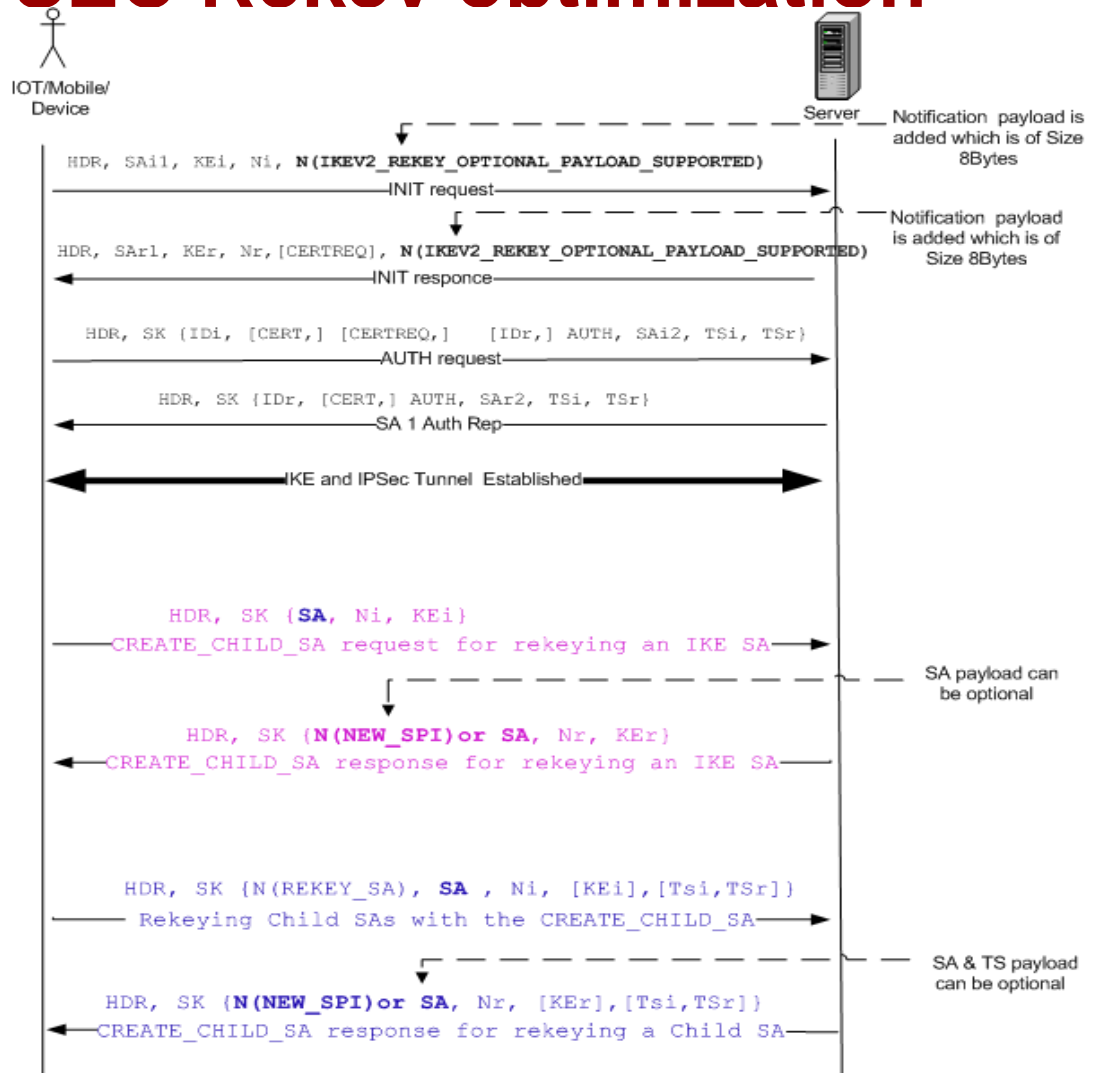 Rekey optimization
IOT/Mobile/
Device
Server
Notification payload is
added which is of Size
8Bytes
HDR, SAi1, KEi, Ni, N(IKEV2_REKEY_OPTIONAL_PAYLOAD_SUPPORTED)
INIT request
Notification payload
is added which is of
Size 8Bytes
HDR, SAr1, KEr, Nr,[CERTREQ], N(IKEV2_REKEY_OPTIONAL_PAYLOAD_SUPPORTED)
INIT responce
HDR, SK {IDi, [CERT,] [CERTREQ,] [IDr,] AUTH, SAi2, TSi, TSr}
AUTH request
HDR, SK {IDr, [CERT,] AUTH, SAr2, TSi, TSr}
SA 1 Auth Rep
IKE and IPSec Tunnel Established
HDR, SK {SA, Ni, KEi}
CREATE_CHILD_SA request for rekeying an IKE SA
SA payload can
be optional
HDR, SK {N(NEW_SPI)or SA, Nr, KEr}
CREATE_CHILD_SA response for rekeying an IKE SA
HDR, SK {N(REKEY_SA), SA , Ni, [KEi],[Tsi,TSr]}
Rekeying Child SAs with the CREATE_CHILD_SA
SA & TS payload
can be optional
HDR, SK {N(NEW_SPI)or SA, Nr, [KEr],[Tsi,TSr]}
CREATE_CHILD_SA response for rekeying a Child SA